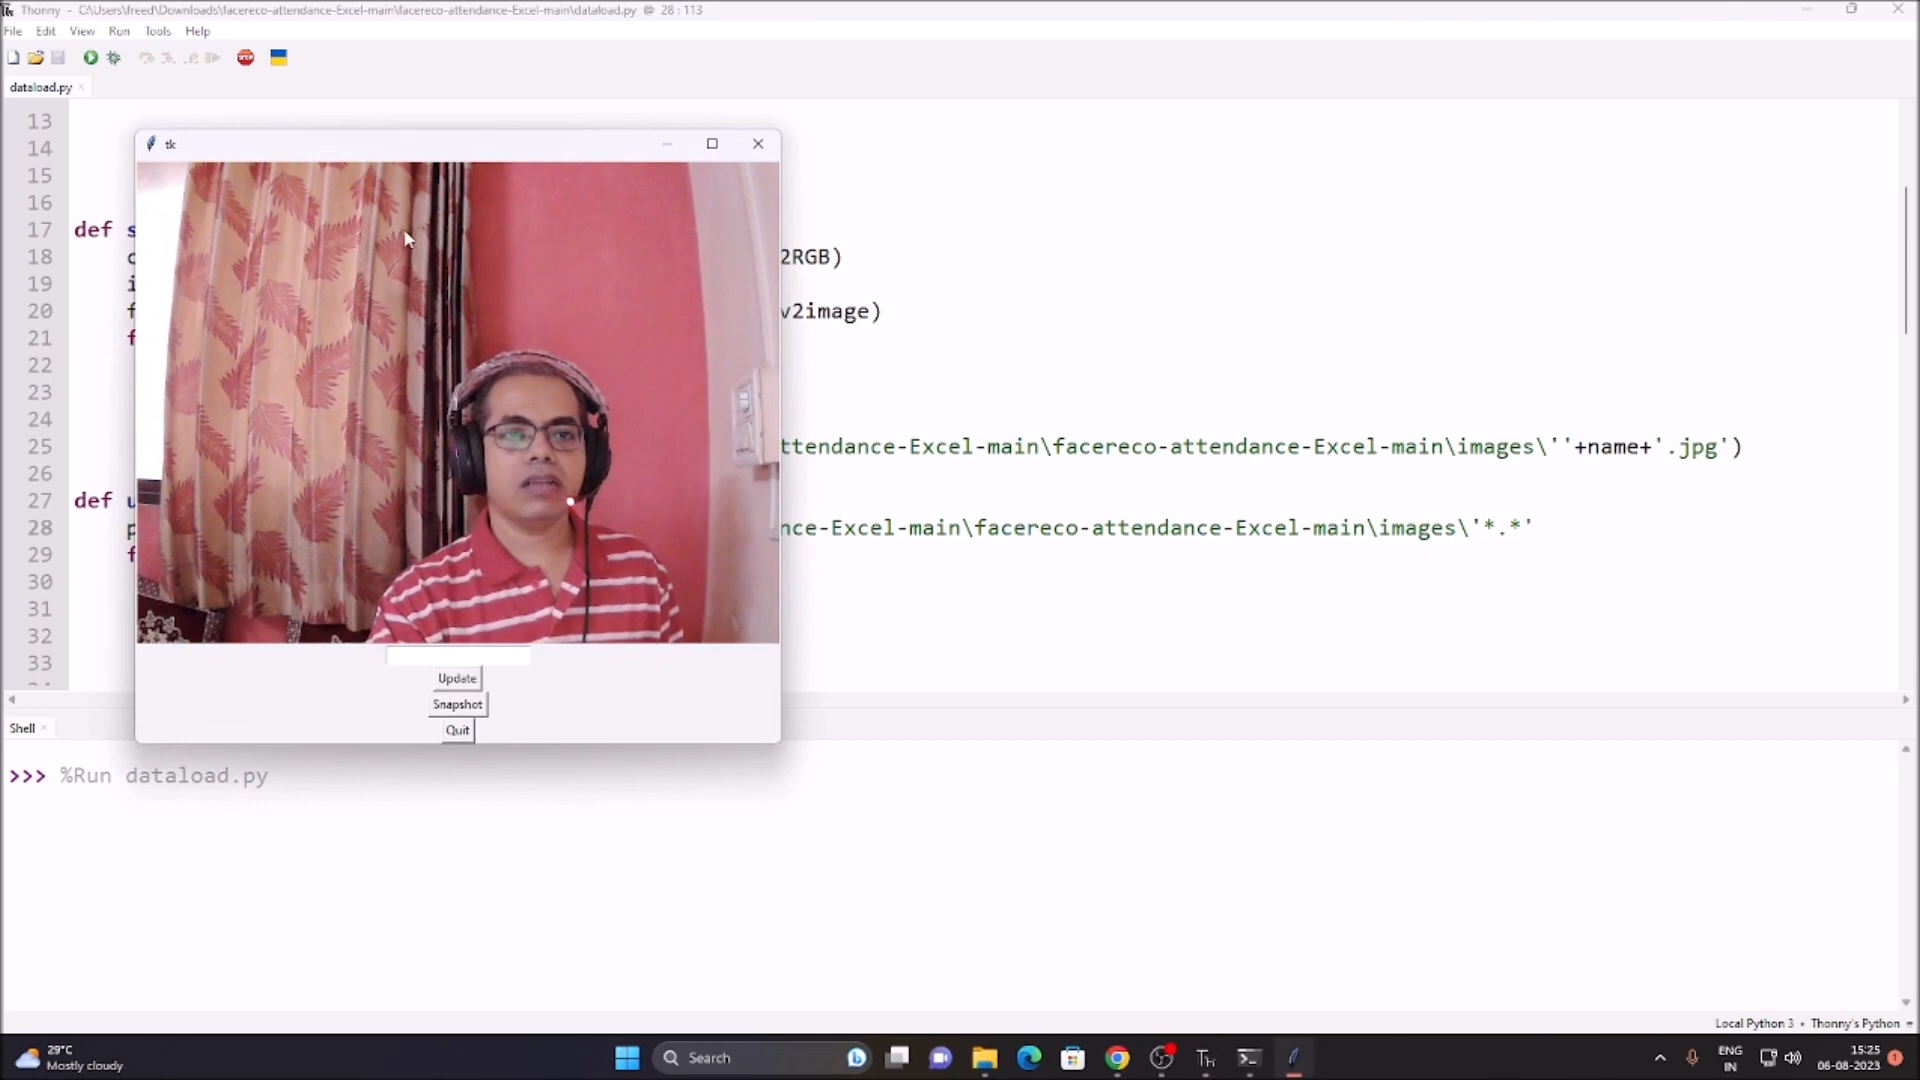 Thonny - C:\Users\freed\Downloads\facereco-attendance-Excel-main\facereco-attendance-Excel-main\dataload.py @ 28 : 113
File Edit View Run Tools Help
STOP
dataload.py ×
13
tk
14
15
16
17 def s
18 c 2RGB)
19 i
20 f v2image)
21 f
22
23
24
25 ttendance-Excel-main\facereco-attendance-Excel-main\images\''+name+'.jpg')
26
27 def u
28 p nce-Excel-main\facereco-attendance-Excel-main\images\'*.*'
29 f
30
31
32
33
Update
Snapshot
Quit
Shell ×
>>> %Run dataload.py
Local Python 3 • Thonny's Python
29°C
Mostly cloudy
Search
Th
ENG
IN
15:25
06-08-2023
1